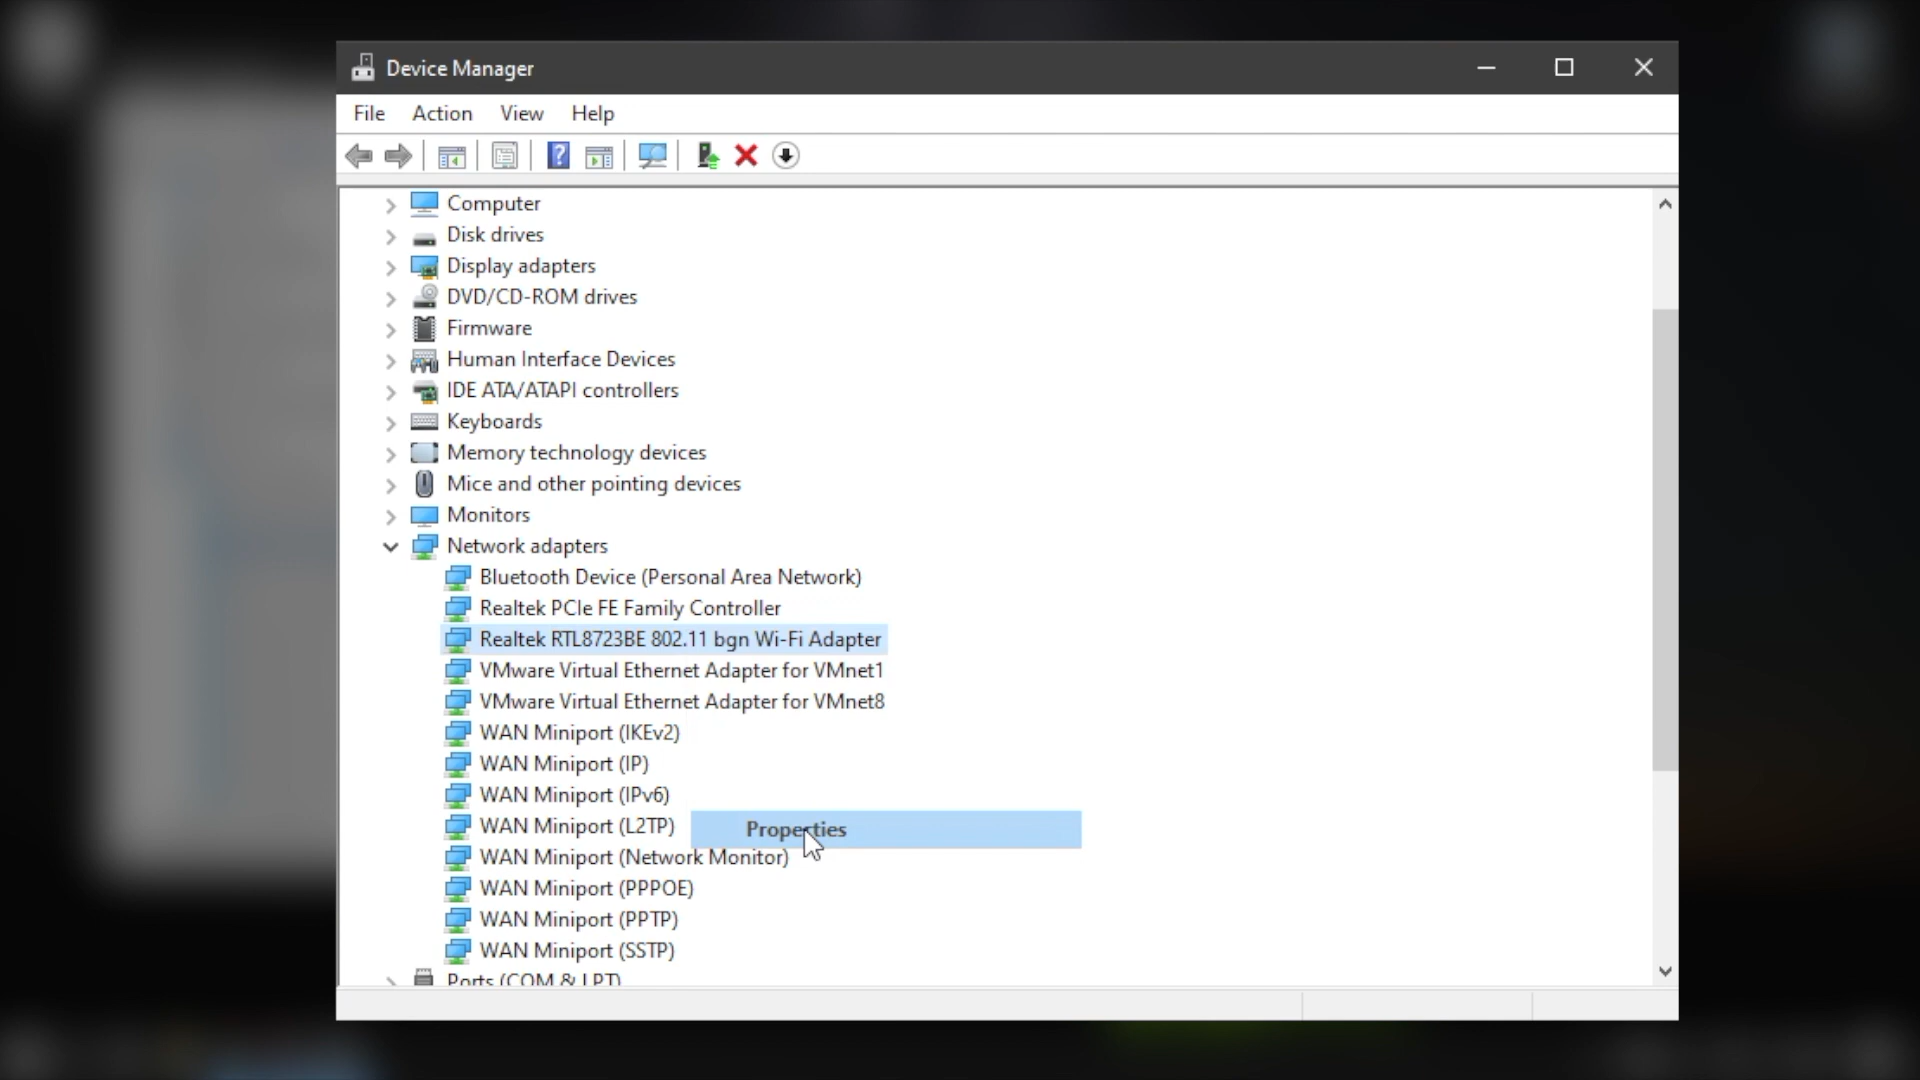 Device Manager
File Action View Help
Computer
Disk drives
Display adapters
DVD/CD-ROM drives
Firmware
Human Interface Devices
IDE ATA/ATAPI controllers
Keyboards
Memory technology devices
Mice and other pointing devices
Monitors
Network adapters
Bluetooth Device (Personal Area Network)
Realtek PCIe FE Family Controller
Realtek RTL8723BE 802.11 bgn Wi-Fi Adapter
VMware Virtual Ethernet Adapter for VMnet1
VMware Virtual Ethernet Adapter for VMnet8
WAN Miniport (IKEv2)
WAN Miniport (IP)
WAN Miniport (IPv6)
WAN Miniport (L2TP)
Properties
WAN Miniport (Network Monitor)
WAN Miniport (PPPOE)
WAN Miniport (PPTP)
WAN Miniport (SSTP)
Ports (COM & LPT)